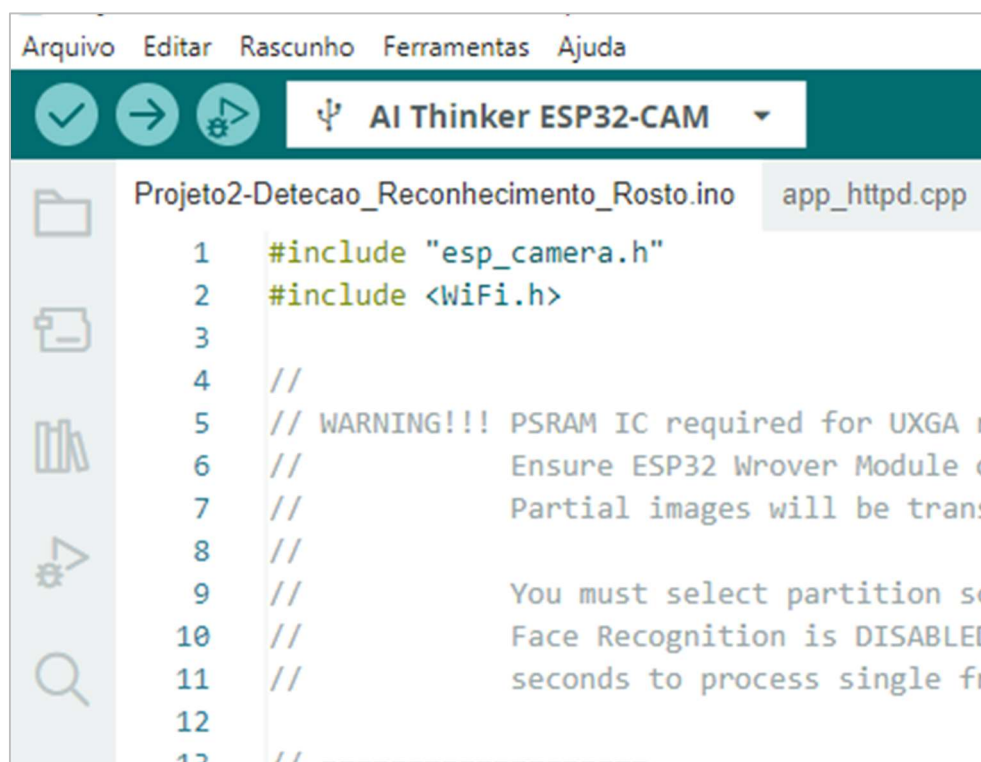 Arquivo Editar Rascunho Ferramentas Ajuda
AI Thinker ESP32-CAM
Projeto2-Detecao_Reconhecimento_Rosto.ino app_httpd.cpp
1 #include "esp_camera.h"
2 #include <WiFi.h>
3
4 //
5 // WARNING!!! PSRAM IC required for UXGA
6 // Ensure ESP32 Wrover Module
7 // Partial images will be
8 //
9 // You must select partition
10 // Face Recognition is DISABLED
11 // seconds to process single
12
13 //